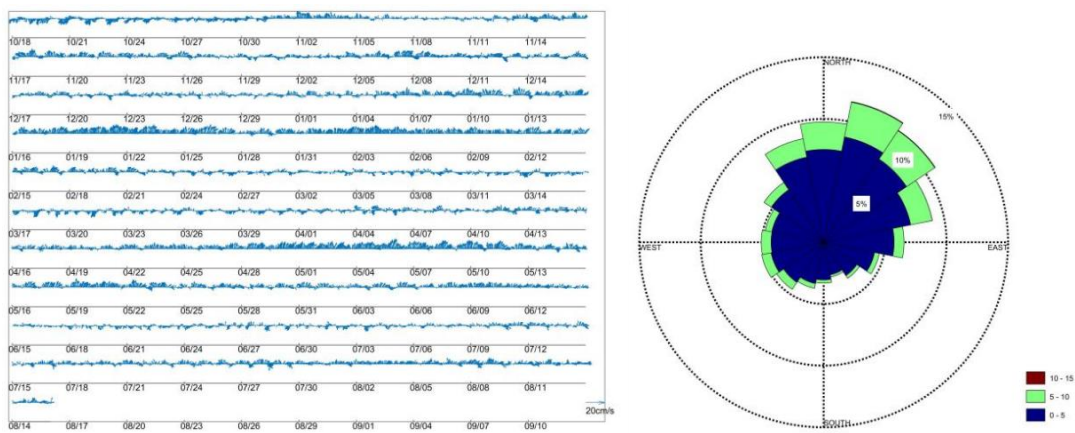 10/18 10/21 10/24 10/27 10/30 11/02 11/05 11/08 11/11 11/14
11/17 11/20 11/23 11/26 11/29 12/02 12/05 12/08 12/11 12/14
12/17 12/20 12/23 12/26 12/29 01/01 01/04 01/07 01/10 01/13
01/16 01/19 01/22 01/25 01/28 01/31 02/03 02/06 02/09 02/12
02/15 02/18 02/21 02/24 02/27 03/02 03/05 03/08 03/11 03/14
03/17 03/20 03/23 03/26 03/29 04/01 04/04 04/07 04/10 04/13
04/16 04/19 04/22 04/25 04/28 05/01 05/04 05/07 05/10 05/13
05/16 05/19 05/22 05/25 05/28 05/31 06/03 06/06 06/09 06/12
06/15 06/18 06/21 06/24 06/27 06/30 07/03 07/06 07/09 07/12
07/15 07/18 07/21 07/24 07/27 07/30 08/02 08/05 08/08 08/11
20cm/s
08/14 08/17 08/20 08/23 08/26 08/29 09/01 09/04 09/07 09/10
NORTH
15%
10%
5%
WEST
EAST
SOUTH
10 - 15
5 - 10
0 - 5